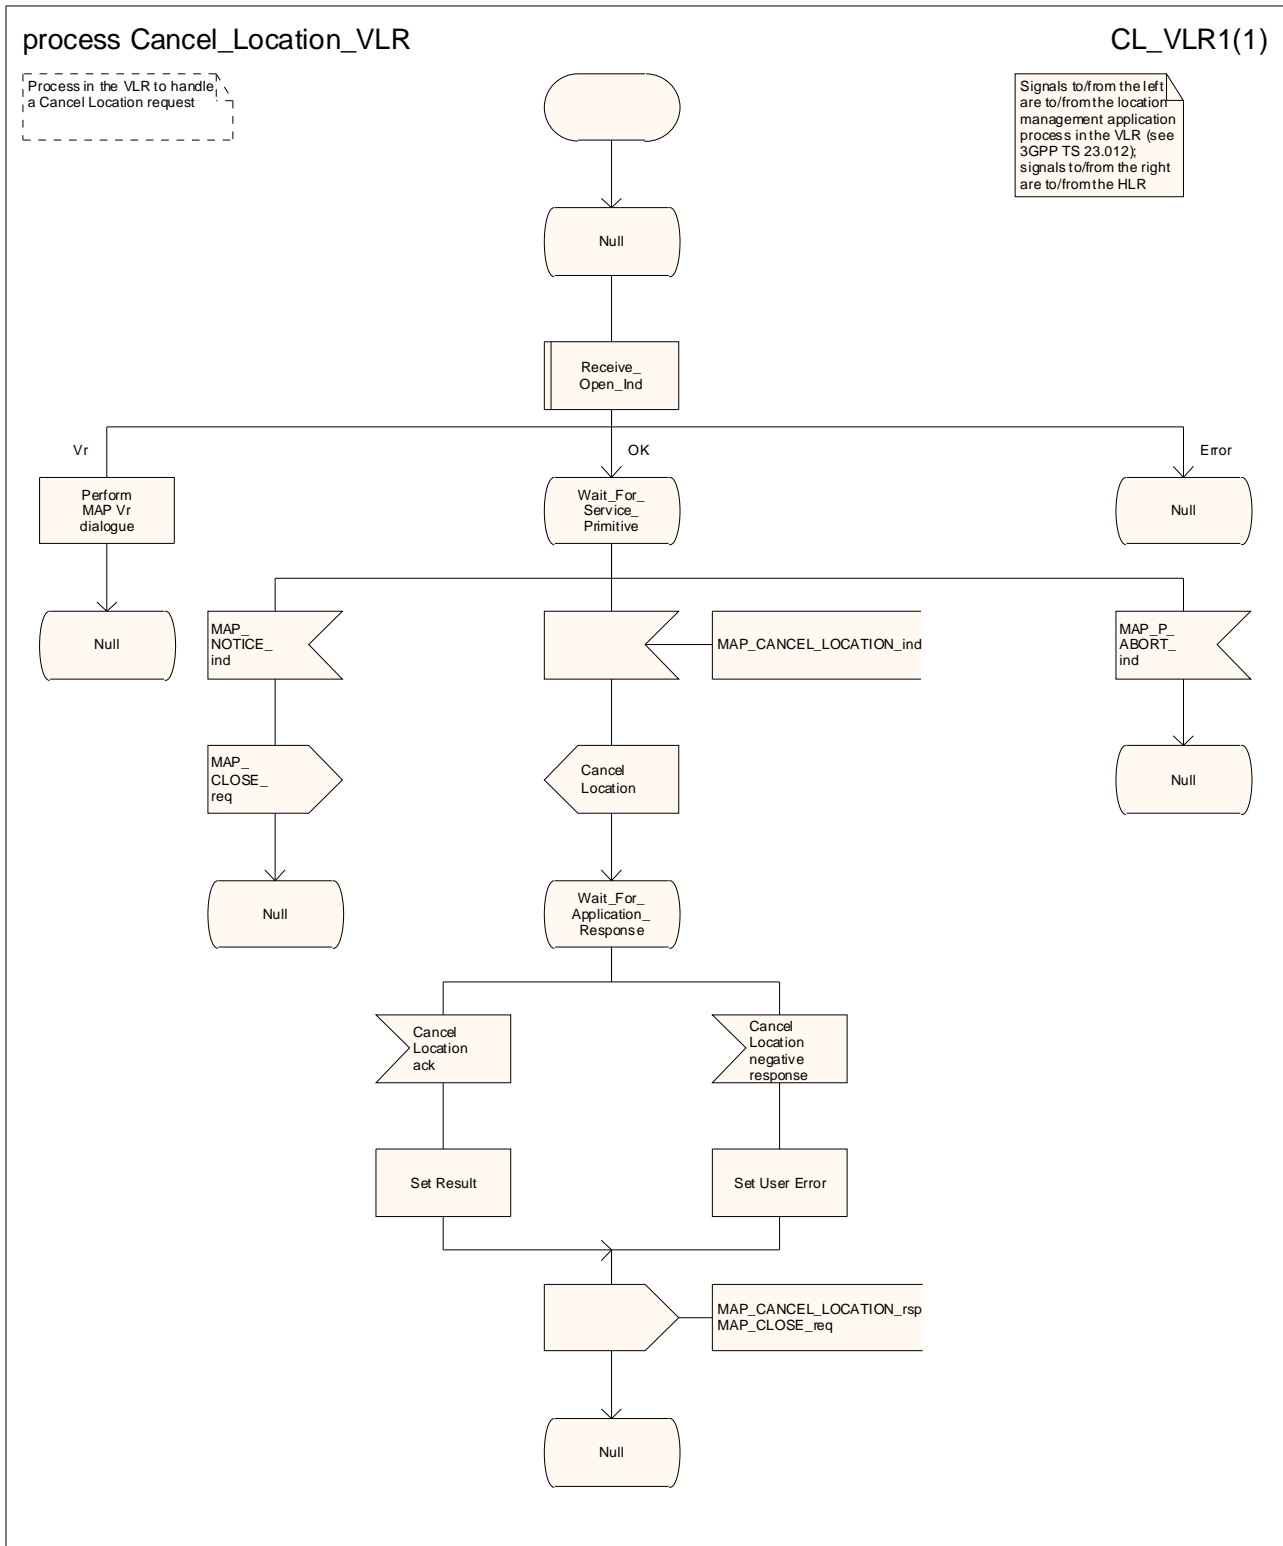 process Cancel_Location_VLR
CL_VLR1(1)
Process in the VLR to handle
a Cancel Location request
Signals to/from the left
are to/from the location
management application
process in the VLR (see
3GPP TS 23.012);
signals to/from the right
are to/from the HLR
Null
Receive_
Open_Ind
Vr
OK
Error
Perform
MAP Vr
dialogue
Wait_For_
Service_
Primitive
Null
Null
MAP_
NOTICE_
ind
MAP_CANCEL_LOCATION_ind
MAP_P_
ABORT_
ind
MAP_
CLOSE_
req
Cancel
Location
Null
Null
Wait_For_
Application_
Response
Cancel
Location
ack
Cancel
Location
negative
response
Set Result
Set User Error
MAP_CANCEL_LOCATION_rsp
MAP_CLOSE_req
Null